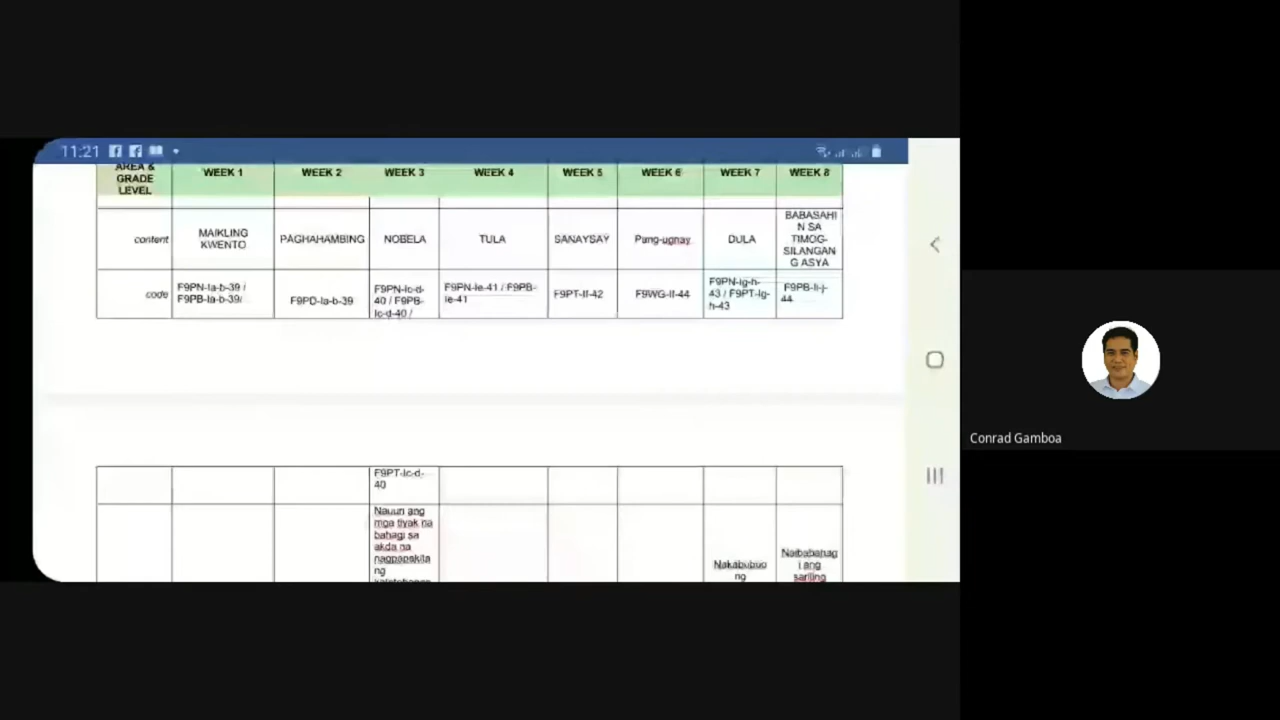 11:21
AREA &
GRADE
LEVEL
WEEK 1
WEEK 2
WEEK 3
WEEK 4
WEEK 5
WEEK 6
WEEK 7
WEEK 8
content
MAIKLING
KWENTO
PAGHAHAMBING
NOBELA
TULA
SANAYSAY
Pang-ugnay
DULA
BABASAHI
N SA
TIMOG-
SILANGAN
G ASYA
code
F9PN-Ia-b-39 /
F9PB-Ia-b-39/
F9PD-Ia-b-39
F9PN-Ic-d-
40 / F9PB-
Ic-d-40 /
F9PN-Ie-41 / F9PB-
Ie-41
F9PT-If-42
F9WG-If-44
F9PN-Ig-h-
43 / F9PT-Ig-
h-43
F9PB-Ii-j-
44
F9PT-Ic-d-
40
ang
mga tiyak na
bahagi sa
akda na
nagpapakita
ng
Nakabubuo
ng
Naibabahag
i ang
sariling
Conrad Gamboa